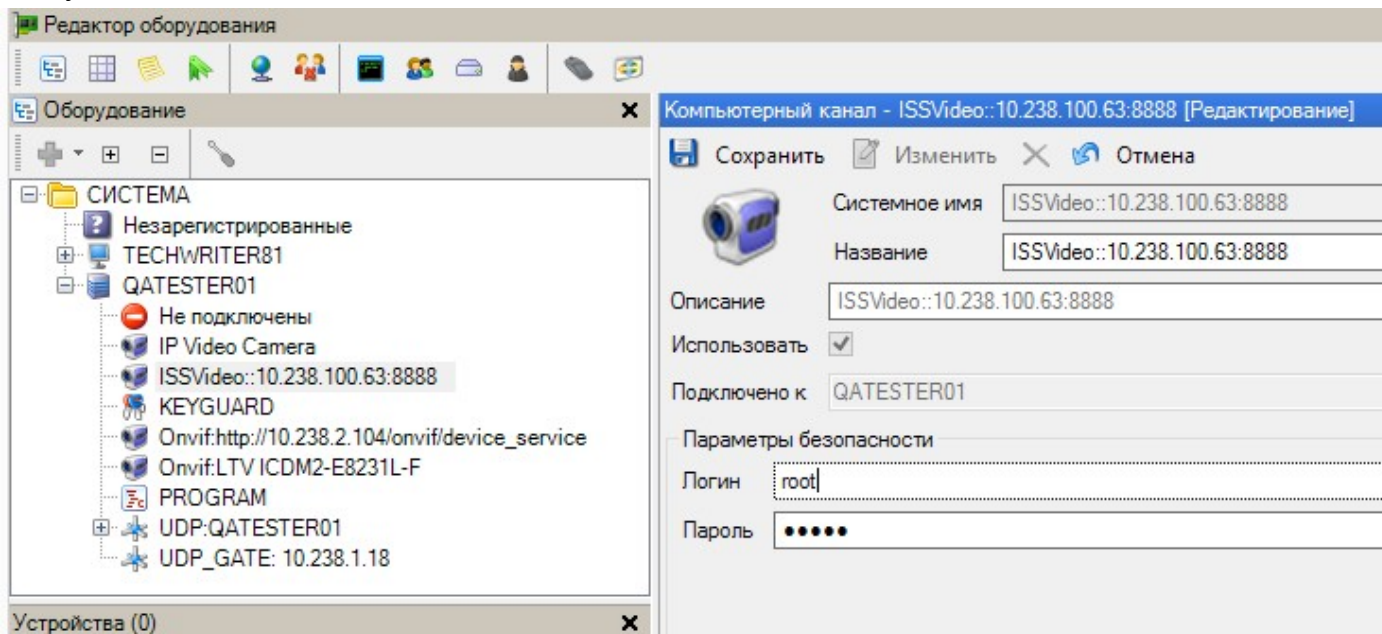 Редактор оборудования
Оборудование
СИСТЕМА
Незарегистрированные
TECHWRITER81
QATESTER01
Не подключены
IP Video Camera
ISSVideo::10.238.100.63:8888
KEYGUARD
Onvif:http://10.238.2.104/onvif/device_service
Onvif:LTV ICDM2-E8231L-F
PROGRAM
UDP:QATESTER01
UDP_GATE: 10.238.1.18
Устройства (0)
Компьютерный канал - ISSVideo::10.238.100.63:8888 [Редактирование]
Сохранить Изменить Отмена
Системное имя ISSVideo::10.238.100.63:8888
Название ISSVideo::10.238.100.63:8888
Описание ISSVideo::10.238.100.63:8888
Использовать
Подключено к QATESTER01
Параметры безопасности
Логин root
Пароль •••••